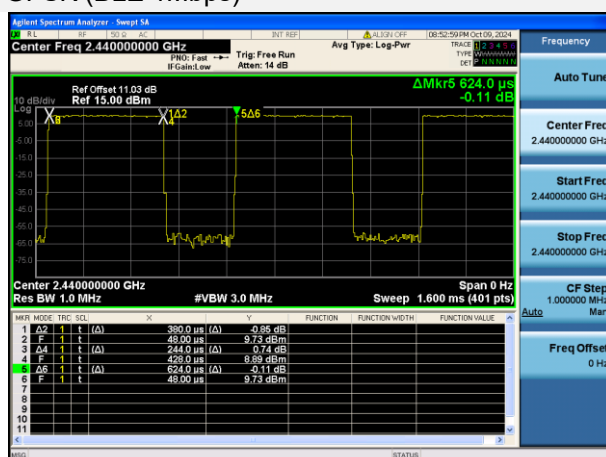 Agilent Spectrum Analyzer - Swept SA
RL RF 50 Ω AC INT REF ALIGN OFF 08:52:59 PM Oct 09, 2024
Center Freq 2.440000000 GHz
PNO: Fast
IFGain:Low
Trig: Free Run
Atten: 14 dB
Avg Type: Log-Pwr
TRACE 1 2 3 4 5 6
TYPE
DET P N N N N N
Ref Offset 11.03 dB
10 dB/div Ref 15.00 dBm
Log
ΔMkr5 624.0 µs
-0.11 dB
1Δ2
5Δ6
4
5.00
-5.00
-15.0
-25.0
-35.0
-45.0
-55.0
-65.0
-75.0
Center 2.440000000 GHz Span 0 Hz
Res BW 1.0 MHz #VBW 3.0 MHz Sweep 1.600 ms (401 pts)
MKR MODE TRC SCL X Y FUNCTION FUNCTION WIDTH FUNCTION VALUE
1 Δ2 1 t (Δ) 380.0 µs (Δ) -0.85 dB
2 F 1 t 48.00 µs 9.73 dBm
3 Δ4 1 t (Δ) 244.0 µs (Δ) 0.74 dB
4 F 1 t 428.0 µs 8.89 dBm
5 Δ6 1 t (Δ) 624.0 µs (Δ) -0.11 dB
6 F 1 t 48.00 µs 9.73 dBm
7
8
9
10
11
MSG STATUS
Frequency
Auto Tune
Center Freq
2.440000000 GHz
Start Freq
2.440000000 GHz
Stop Freq
2.440000000 GHz
CF Step
1.000000 MHz
Auto Man
Freq Offset
0 Hz